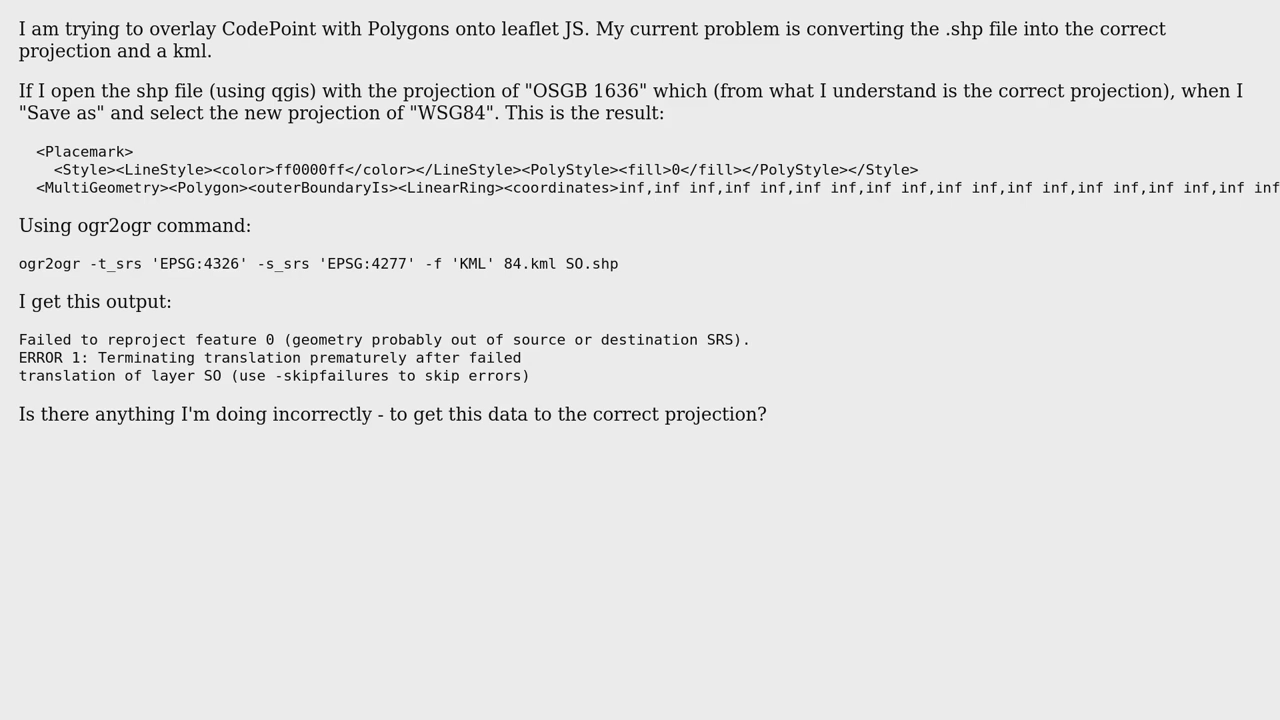 I am trying to overlay CodePoint with Polygons onto leaflet JS. My current problem is converting the .shp file into the correct
projection and a kml.
If I open the shp file (using qgis) with the projection of "OSGB 1636" which (from what I understand is the correct projection), when I
"Save as" and select the new projection of "WSG84". This is the result:
<Placemark>
<Style><LineStyle><color>ff0000ff</color></LineStyle><PolyStyle><fill>0</fill></PolyStyle></Style>
<MultiGeometry><Polygon><outerBoundaryIs><LinearRing><coordinates>inf,inf inf,inf inf,inf inf,inf inf,inf inf,inf inf,inf inf,inf inf,inf inf
Using ogr2ogr command:
ogr2ogr -t_srs 'EPSG:4326' -s_srs 'EPSG:4277' -f 'KML' 84.kml SO.shp
I get this output:
Failed to reproject feature 0 (geometry probably out of source or destination SRS).
ERROR 1: Terminating translation prematurely after failed
translation of layer SO (use -skipfailures to skip errors)
Is there anything I'm doing incorrectly - to get this data to the correct projection?